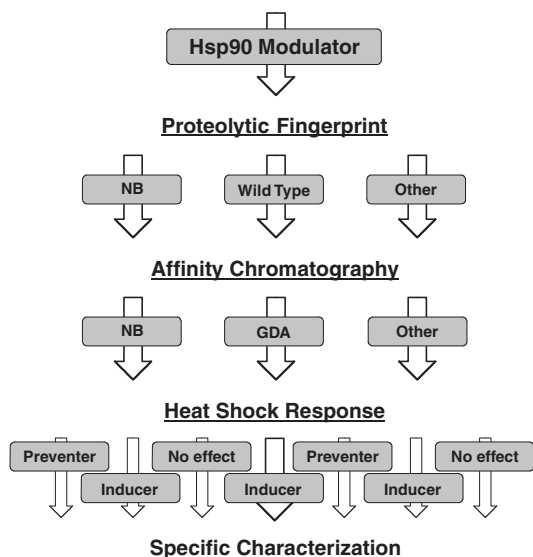 Hsp90 Modulator
Proteolytic Fingerprint
NB Wild Type Other
Affinity Chromatography
NB GDA Other
Heat Shock Response
Preventer No effect Preventer No effect
Inducer Inducer Inducer
Specific Characterization